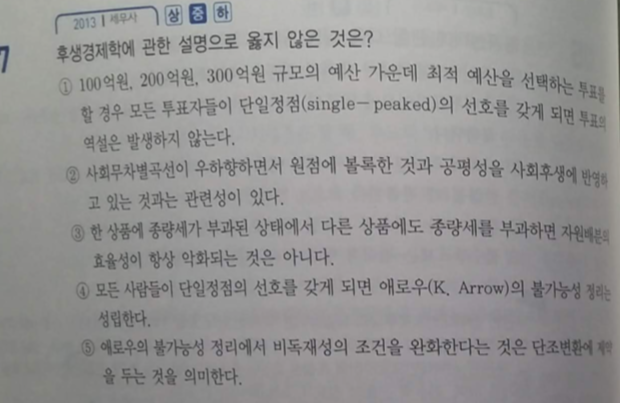 7
2013 | 세무사 상 중 하
후생경제학에 관한 설명으로 옳지 않은 것은?
① 100억원, 200억원, 300억원 규모의 예산 가운데 최적 예산을 선택하는 투표를
할 경우 모든 투표자들이 단일정점(single-peaked)의 선호를 갖게 되면 투표의
역설은 발생하지 않는다.
② 사회무차별곡선이 우하향하면서 원점에 볼록한 것과 공평성을 사회후생에 반영하
고 있는 것과는 관련성이 있다.
③ 한 상품에 종량세가 부과된 상태에서 다른 상품에도 종량세를 부과하면 자원배분의
효율성이 항상 악화되는 것은 아니다.
④ 모든 사람들이 단일정점의 선호를 갖게 되면 애로우(K. Arrow)의 불가능성 정리는
성립한다.
⑤ 애로우의 불가능성 정리에서 비독재성의 조건을 완화한다는 것은 단조변환에 제약
을 두는 것을 의미한다.